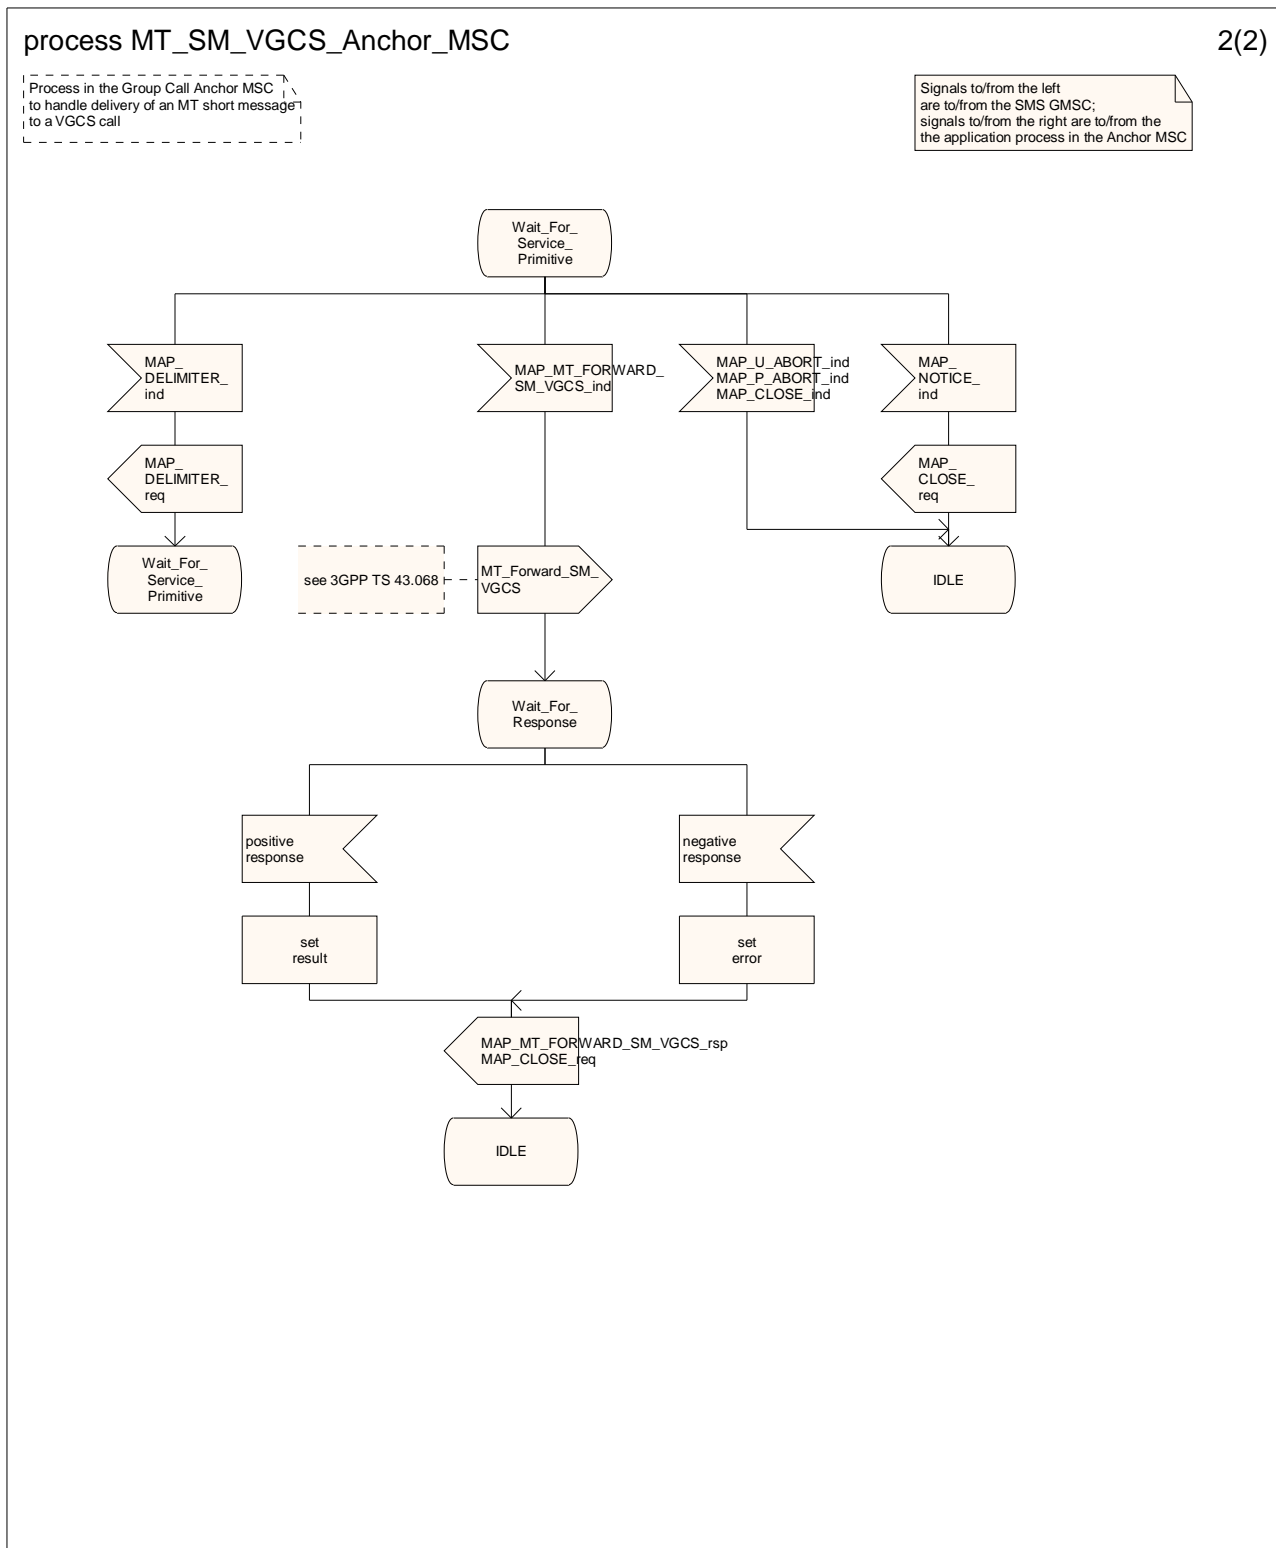 process MT_SM_VGCS_Anchor_MSC
2(2)
Process in the Group Call Anchor MSC
to handle delivery of an MT short message
to a VGCS call
Signals to/from the left
are to/from the SMS GMSC;
signals to/from the right are to/from the
the application process in the Anchor MSC
Wait_For_
Service_
Primitive
MAP_
DELIMITER_
ind
MAP_MT_FORWARD_
SM_VGCS_ind
MAP_U_ABORT_ind
MAP_P_ABORT_ind
MAP_CLOSE_ind
MAP_
NOTICE_
ind
MAP_
DELIMITER_
req
MAP_
CLOSE_
req
Wait_For_
Service_
Primitive
see 3GPP TS 43.068
MT_Forward_SM_
VGCS
IDLE
Wait_For_
Response
positive
response
negative
response
set
result
set
error
MAP_MT_FORWARD_SM_VGCS_rsp
MAP_CLOSE_req
IDLE